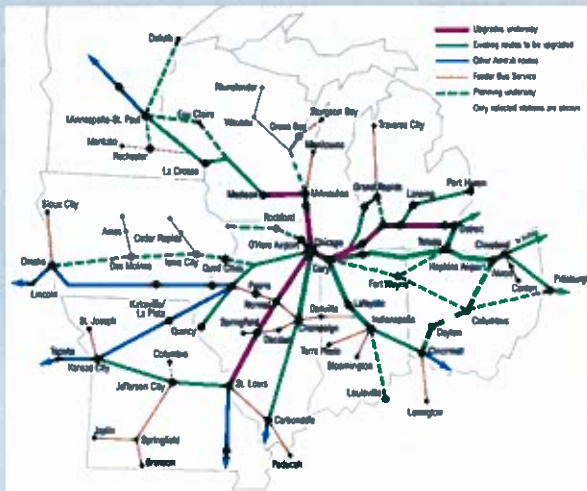 Upgrades underway
Existing routes to be upgraded
Other Amtrak routes
Feeder Bus Service
Planning underway
Only selected stations are shown
Duluth
Rhinelander
Sturgeon Bay
Green Bay
Wausau
Eau Claire
Minneapolis-St. Paul
Mankato
Rochester
La Crosse
Traverse City
Madison
Milwaukee
Grand Rapids
Lansing
Port Huron
Detroit
Sioux City
Rockford
O'Hare Airport
Chicago
Gary
Toledo
Cleveland
Hopkins Airport
Ames
Cedar Rapids
Omaha
Des Moines
Iowa City
Quad Cities
Fort Wayne
Akron
Canton
Pittsburgh
Lincoln
Kirksville/
La Plata
Quincy
Springfield
Decatur
Danville
Champaign
Lafayette
Indianapolis
Columbus
Dayton
St. Joseph
Topeka
Kansas City
Columbia
Jefferson City
St. Louis
Terre Haute
Bloomington
Cincinnati
Louisville
Lexington
Carbondale
Paducah
Joplin
Springfield
Branson